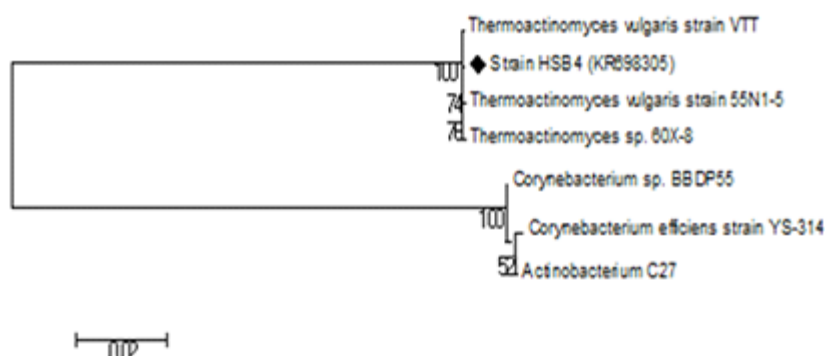 Thermoactinomyces vulgaris strain VTT
Strain HSB4 (KR698305)
100
74
Thermoactinomyces vulgaris strain 55N1-5
76
Thermoactinomyces sp. 60X-8
Corynebacterium sp. BBDP55
100
Corynebacterium efficiens strain YS-314
52
Actinobacterium C27
0.02